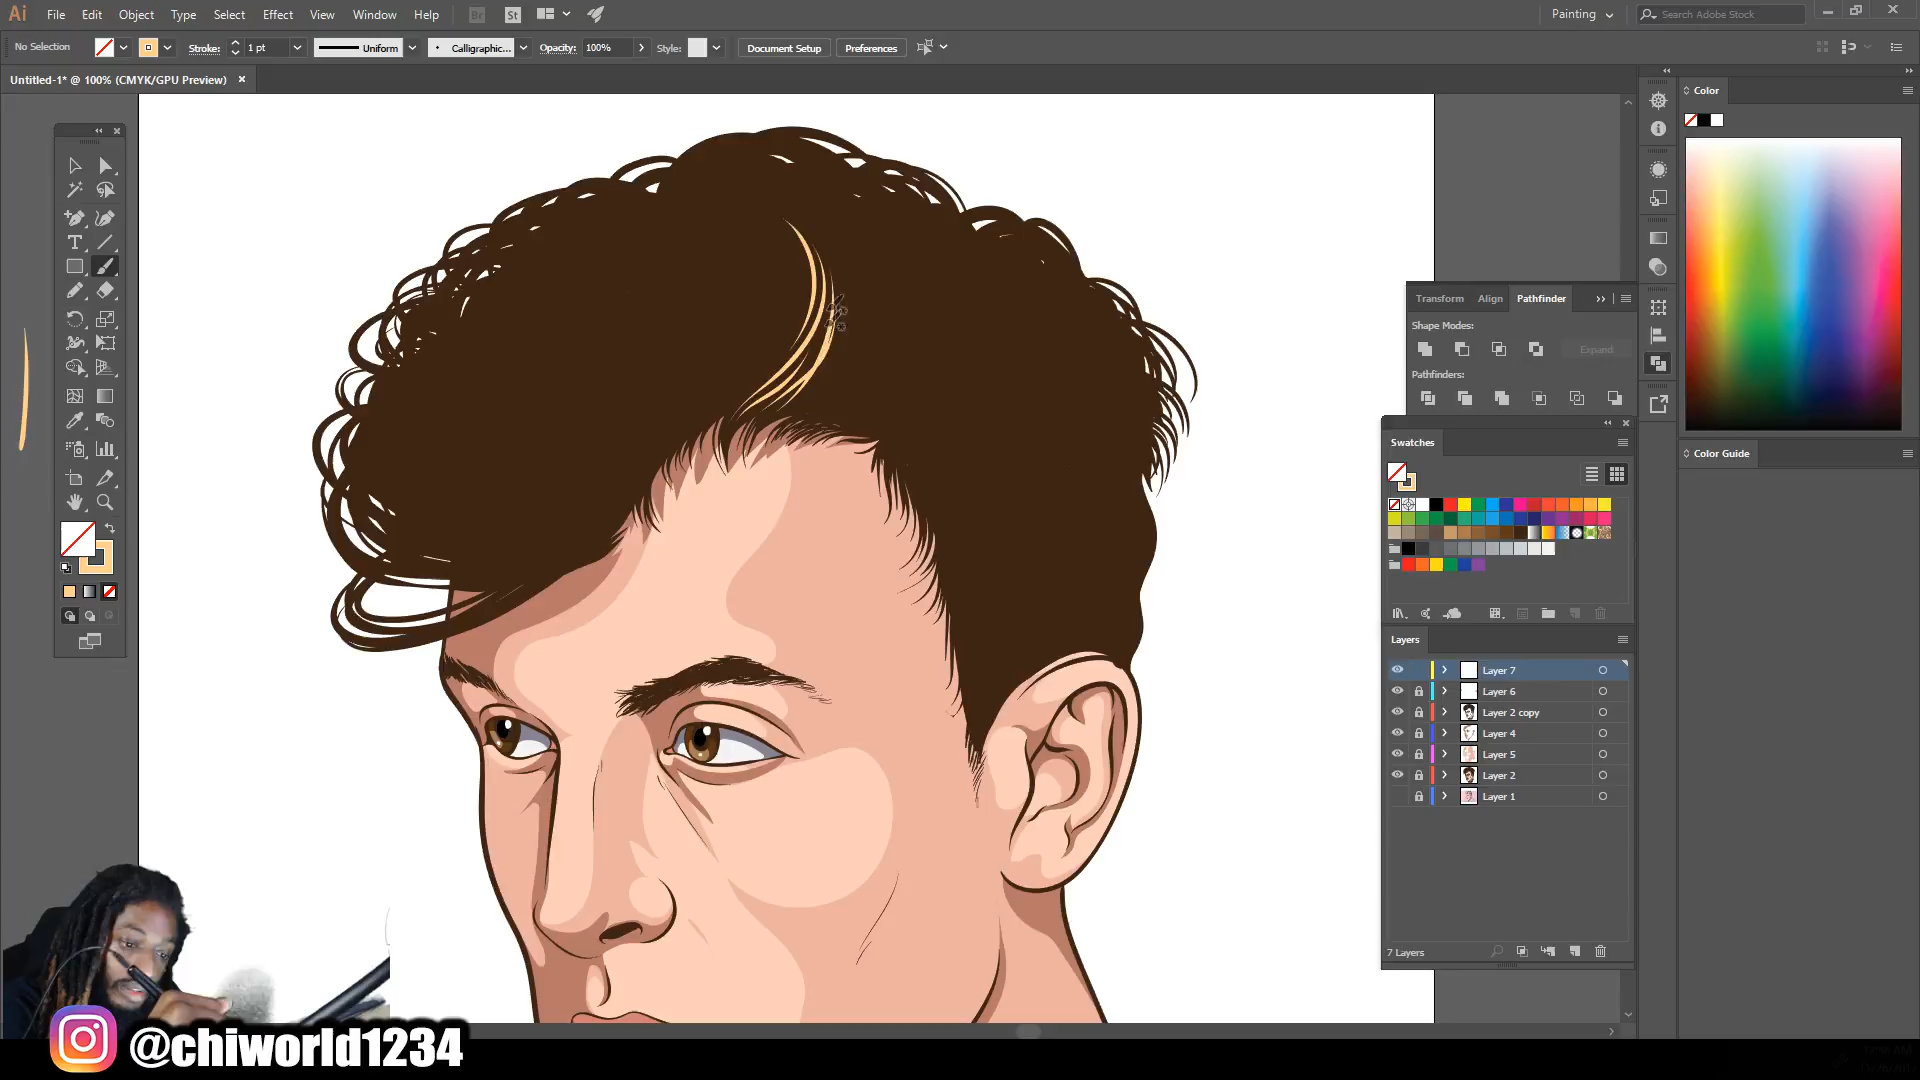 Ai File Edit Object Type Select Effect View Window Help Br St Painting Search Adobe Stock
No Selection Stroke: 1 pt Uniform Calligraphic... Opacity: 100% Style: Document Setup Preferences
Untitled-1* @ 100% (CMYK/GPU Preview)
Color
Transform Align Pathfinder
Shape Modes:
Expand
Pathfinders:
Swatches
Color Guide
Layers
Layer 7
Layer 6
Layer 2 copy
Layer 4
Layer 5
Layer 2
Layer 1
7 Layers
@chiworld1234